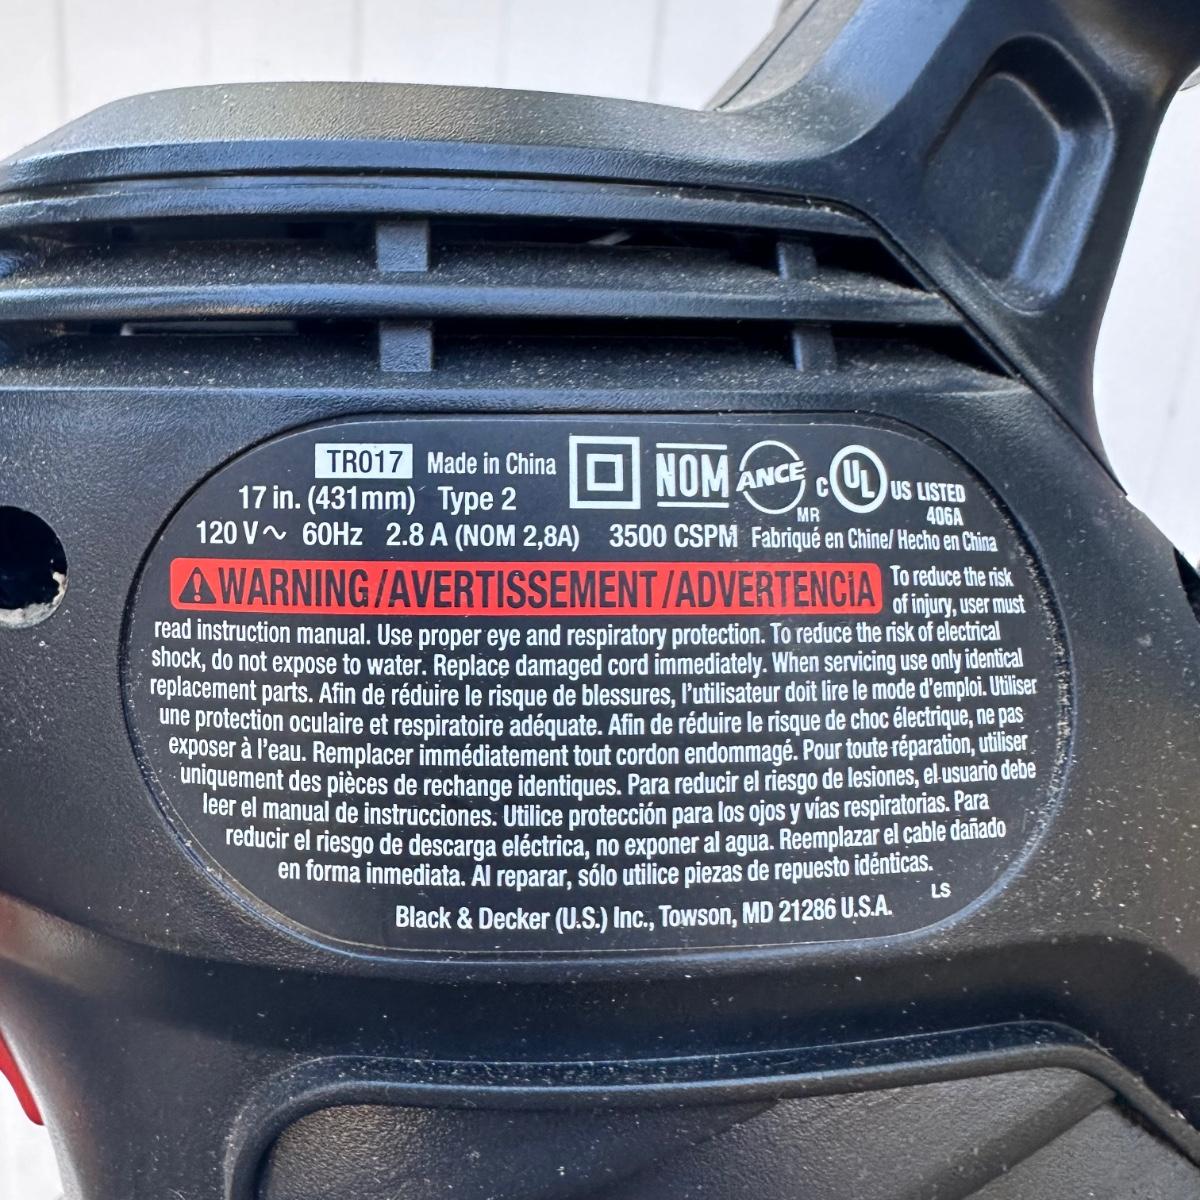 TR017 Made in China NOM ANCE C UL US LISTED
17 in. (431mm) Type 2 MR 406A
120 V~ 60Hz 2.8 A (NOM 2,8A) 3500 CSPM Fabriqué en Chine/ Hecho en China
WARNING/AVERTISSEMENT/ADVERTENCIA To reduce the risk
of injury, user must
read instruction manual. Use proper eye and respiratory protection. To reduce the risk of electrical
shock, do not expose to water. Replace damaged cord immediately. When servicing use only identical
replacement parts. Afin de réduire le risque de blessures, l'utilisateur doit lire le mode d'emploi. Utiliser
une protection oculaire et respiratoire adéquate. Afin de réduire le risque de choc électrique, ne pas
exposer à l'eau. Remplacer immédiatement tout cordon endommagé. Pour toute réparation, utiliser
uniquement des pièces de rechange identiques. Para reducir el riesgo de lesiones, el usuario debe
leer el manual de instrucciones. Utilice protección para los ojos y vías respiratorias. Para
reducir el riesgo de descarga eléctrica, no exponer al agua. Reemplazar el cable dañado
en forma inmediata. Al reparar, sólo utilice piezas de repuesto idénticas.
LS
Black & Decker (U.S.) Inc., Towson, MD 21286 U.S.A.